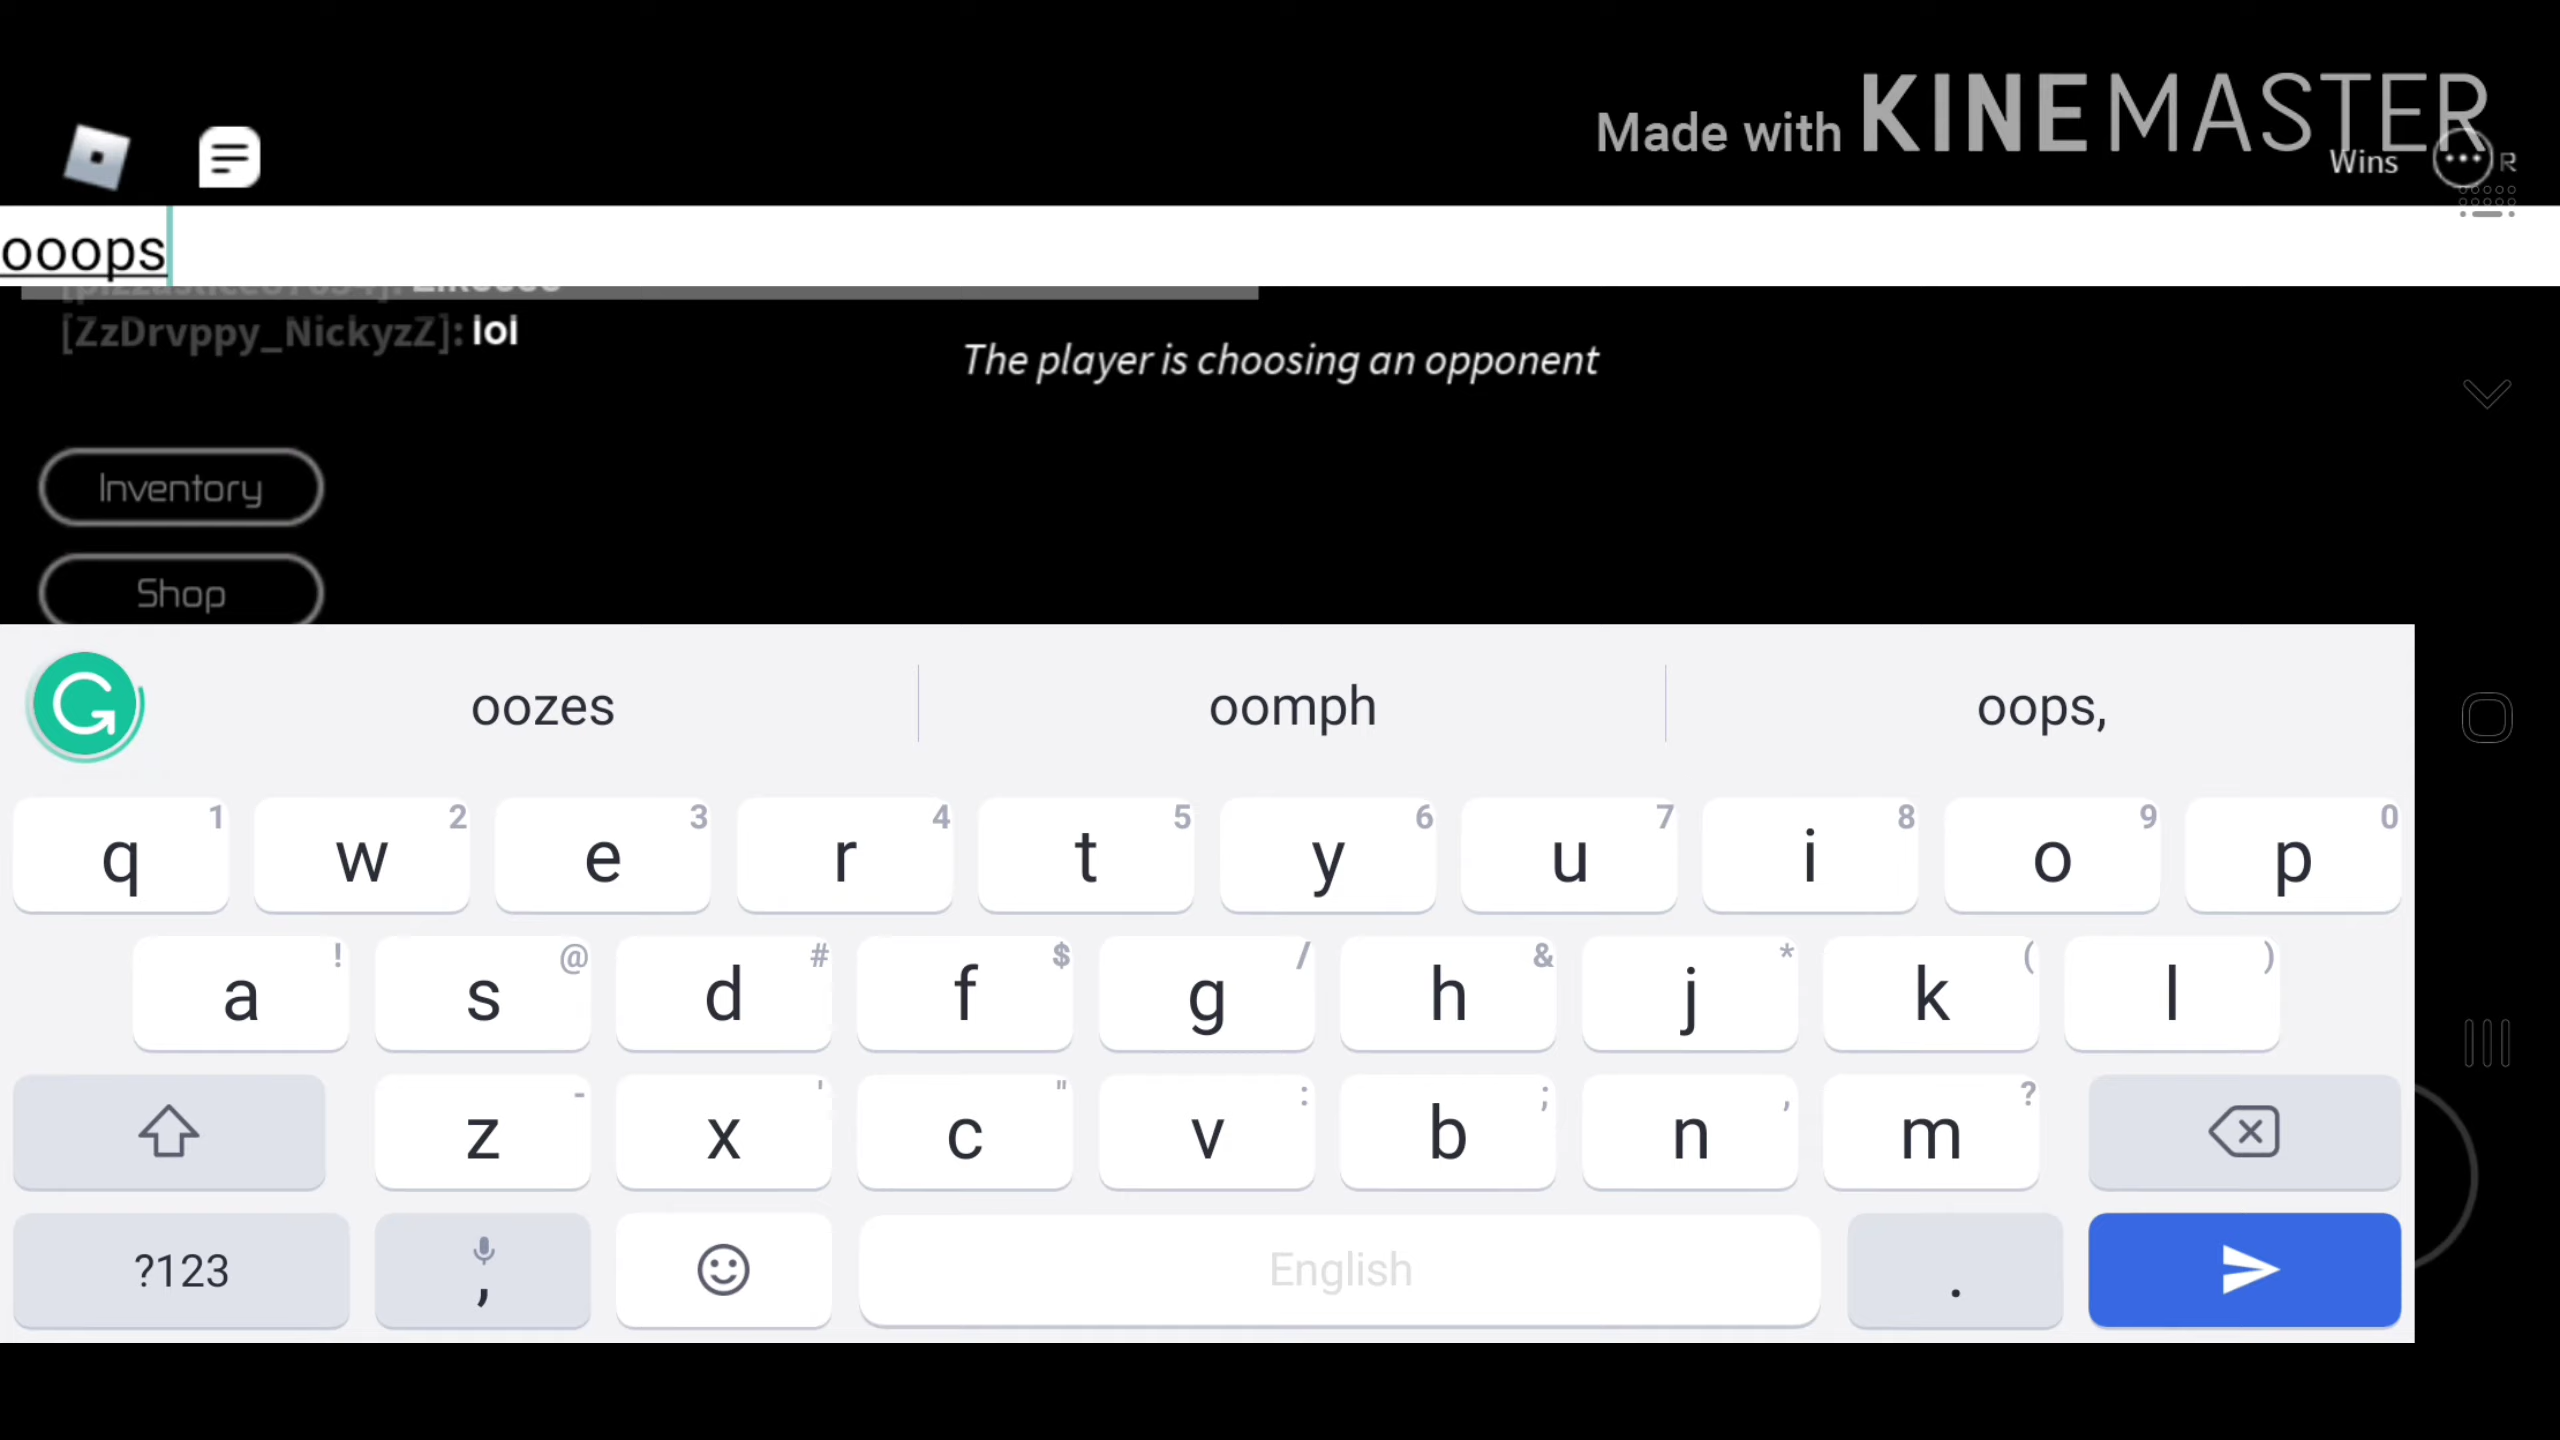 Made with KINEMASTER
Wins
R
ooops
[ZzDrvppy_NickyzZ]: lol
The player is choosing an opponent
Inventory
Shop
oozes oomph oops,
1 2 3 4 5 6 7 8 9 0
q w e r t y u i o p
! @ # $ / & * ( )
a s d f g h j k l
- ' " : ; , ?
z x c v b n m
?123 , English .